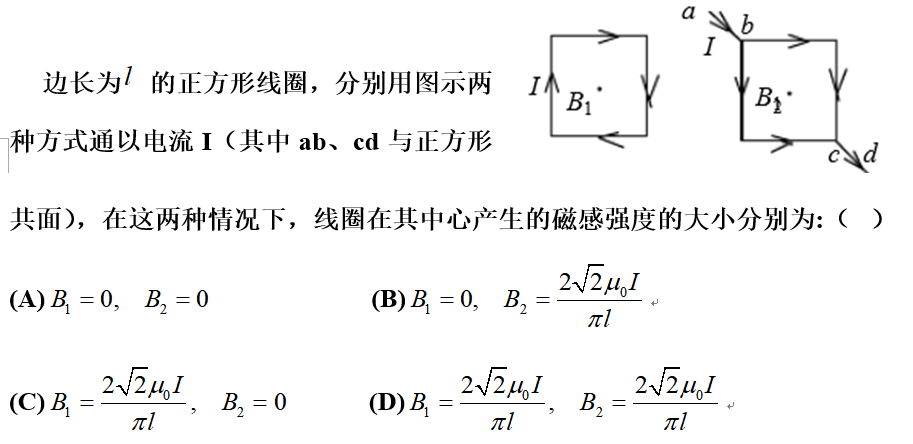 a
b
I
I
B₁
B₂
c
d
边长为 l 的正方形线圈，分别用图示两
种方式通以电流 I（其中 ab、cd 与正方形
共面），在这两种情况下，线圈在其中心产生的磁感强度的大小分别为:（ ）
(A) B₁ = 0, B₂ = 0 (B) B₁ = 0, B₂ = 2√2μ₀I/πl
(C) B₁ = 2√2μ₀I/πl, B₂ = 0 (D) B₁ = 2√2μ₀I/πl, B₂ = 2√2μ₀I/πl